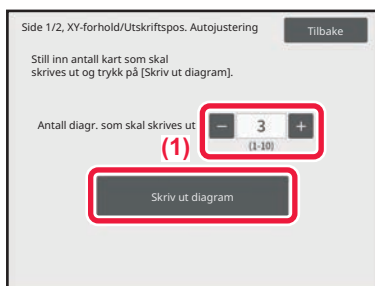 Side 1/2, XY-forhold/Utskriftspos. Autojustering
Tilbake
Still inn antall kart som skal
skrives ut og trykk på [Skriv ut diagram].
Antall diagr. som skal skrives ut
− 3 +
(1)
(1-10)
Skriv ut diagram